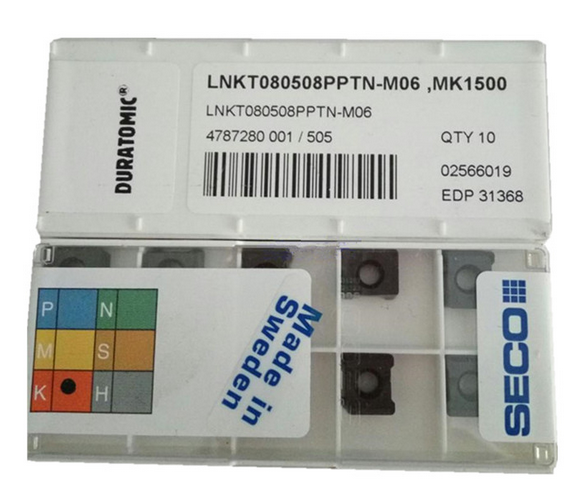 DURATOMIC®
LNKT080508PPTN-M06 ,MK1500
LNKT080508PPTN-M06
4787280 001 / 505
QTY 10
02566019
EDP 31368
P N
M S
K H
Made in
Sweden
SECO